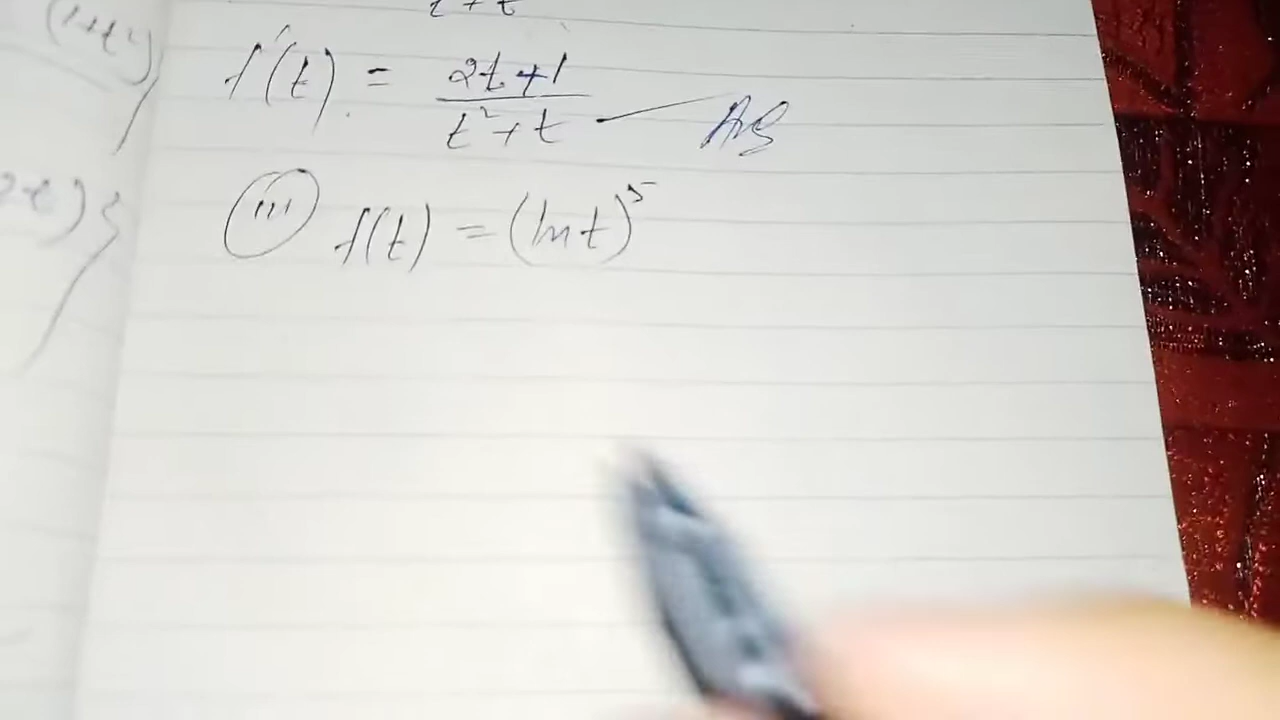 t + t
f'(t) = 2t+1 / t²+t Ans
(iii) f(t) = (ln t)⁵